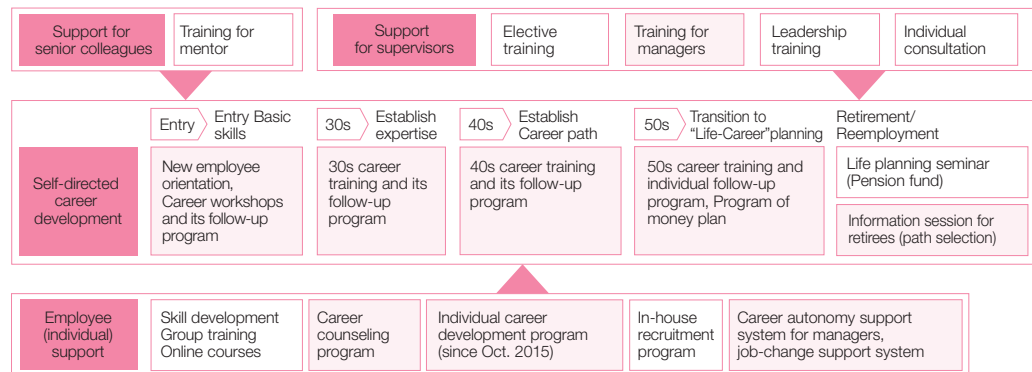 Support for
senior colleagues
Training for
mentor
Support
for supervisors
Elective
training
Training for
managers
Leadership
training
Individual
consultation
Self-directed
career
development
Entry
Entry Basic
skills
New employee
orientation,
Career workshops
and its follow-up
program
30s
Establish
expertise
30s career
training and its
follow-up
program
40s
Establish
Career path
40s career training
and its follow-up
program
50s
Transition to
“Life-Career”planning
50s career training and
individual follow-up
program, Program of
money plan
Retirement/
Reemployment
Life planning seminar
(Pension fund)
Information session for
retirees (path selection)
Employee
(individual)
support
Skill development
Group training
Online courses
Career
counseling
program
Individual career
development program
(since Oct. 2015)
In-house
recruitment
program
Career autonomy support
system for managers,
job-change support system